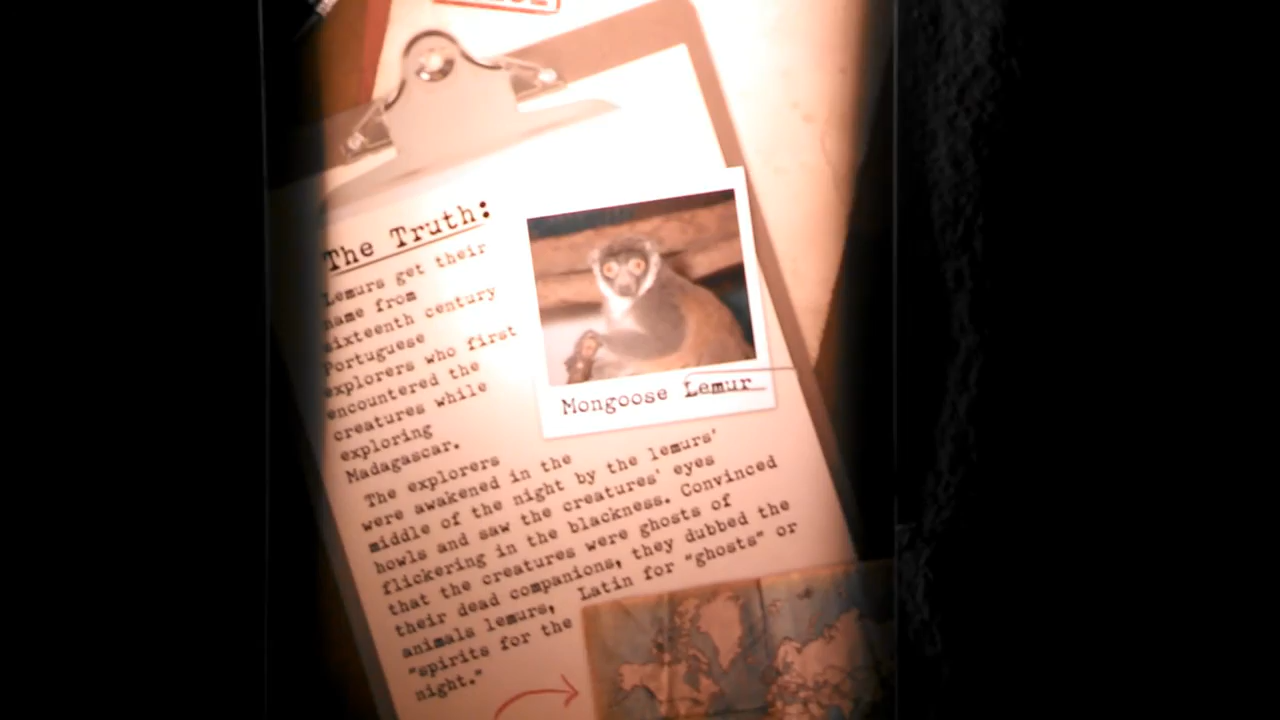 The Truth:
Lemurs get their
name from
sixteenth century
Portuguese
explorers who first
encountered the
creatures while
exploring
Madagascar.
Mongoose Lemur
The explorers
were awakened in the
middle of the night by the lemurs'
howls and saw the creatures' eyes
flickering in the blackness. Convinced
that the creatures were ghosts of
their dead companions, they dubbed the
animals lemurs, Latin for "ghosts" or
"spirits for the
night."